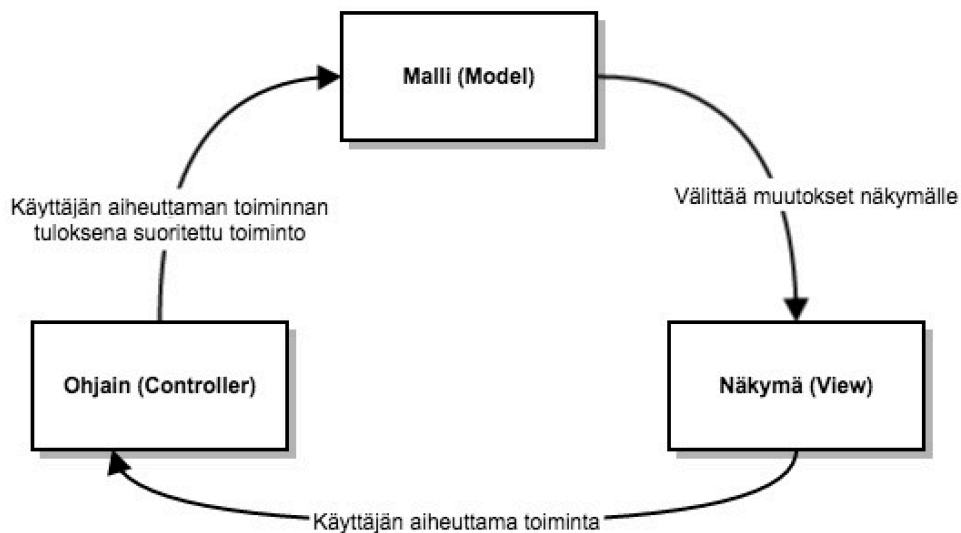 Malli (Model)
Käyttäjän aiheuttaman toiminnan
tuloksena suoritettu toiminto
Välittää muutokset näkymälle
Ohjain (Controller)
Näkymä (View)
Käyttäjän aiheuttama toiminta